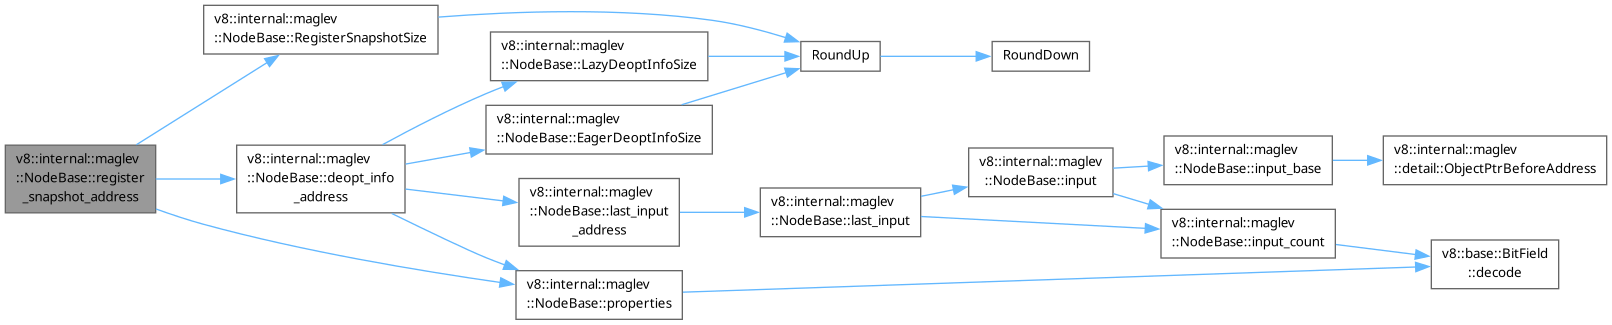 v8::internal::maglev
::NodeBase::register
_snapshot_address
v8::internal::maglev
::NodeBase::RegisterSnapshotSize
v8::internal::maglev
::NodeBase::deopt_info
_address
v8::internal::maglev
::NodeBase::LazyDeoptInfoSize
v8::internal::maglev
::NodeBase::EagerDeoptInfoSize
v8::internal::maglev
::NodeBase::last_input
_address
v8::internal::maglev
::NodeBase::properties
RoundUp
RoundDown
v8::internal::maglev
::NodeBase::last_input
v8::internal::maglev
::NodeBase::input
v8::internal::maglev
::NodeBase::input_base
v8::internal::maglev
::NodeBase::input_count
v8::internal::maglev
::detail::ObjectPtrBeforeAddress
v8::base::BitField
::decode